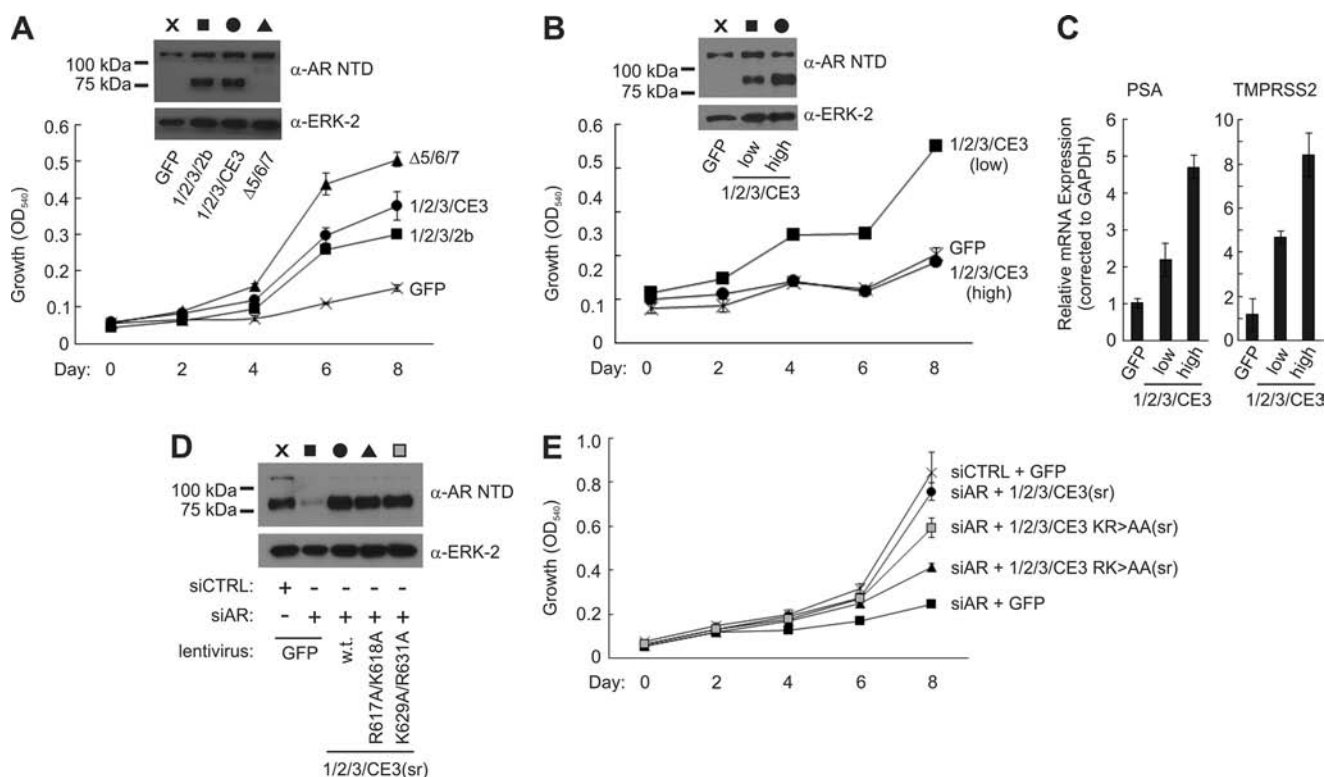 A
X
100 kDa
75 kDa
α-AR NTD
α-ERK-2
GFP
1/2/3/2b
1/2/3/CE3
Δ5/6/7
Growth (OD540)
0.6
0.5
0.4
0.3
0.2
0.1
0
Δ5/6/7
1/2/3/CE3
1/2/3/2b
GFP
Day: 0 2 4 6 8
B
X
100 kDa
75 kDa
α-AR NTD
α-ERK-2
GFP
low
high
1/2/3/CE3
Growth (OD540)
0.6
0.5
0.4
0.3
0.2
0.1
0
1/2/3/CE3
(low)
GFP
1/2/3/CE3
(high)
Day: 0 2 4 6 8
C
PSA
TMPRSS2
Relative mRNA Expression
(corrected to GAPDH)
6
5
4
3
2
1
0
GFP
low
high
1/2/3/CE3
10
8
6
4
2
0
GFP
low
high
1/2/3/CE3
D
X
100 kDa
75 kDa
α-AR NTD
α-ERK-2
siCTRL: + - - - -
siAR: - + + + +
lentivirus: GFP
w.t.
R617A/K618A
K629A/R631A
1/2/3/CE3(sr)
E
Growth (OD540)
1.0
0.8
0.6
0.4
0.2
0.0
siCTRL + GFP
siAR + 1/2/3/CE3(sr)
siAR + 1/2/3/CE3 KR>AA(sr)
siAR + 1/2/3/CE3 RK>AA(sr)
siAR + GFP
Day: 0 2 4 6 8